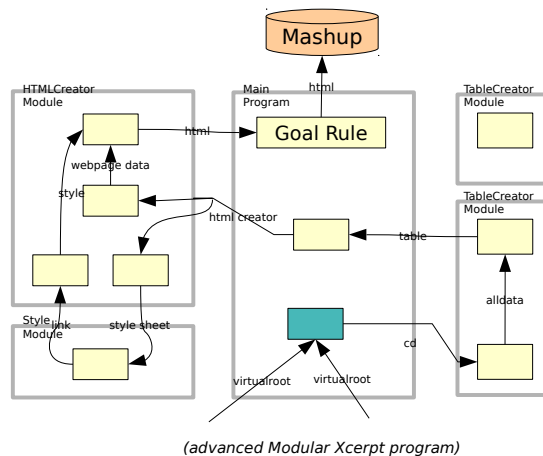 Mashup
html
HTMLCreator
Module
Main
Program
TableCreator
Module
html
Goal Rule
webpage data
style
TableCreator
Module
html creator
table
alldata
Style
Module
link
style sheet
cd
virtualroot
virtualroot
(advanced Modular Xcerpt program)